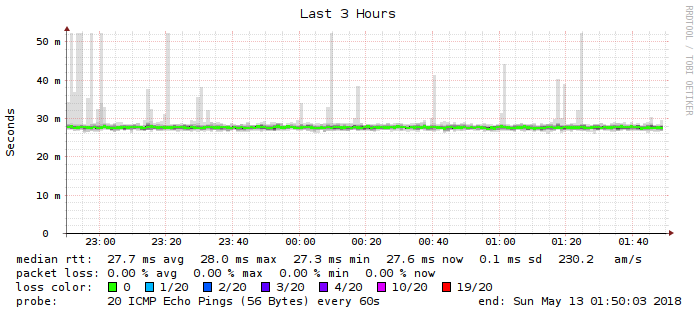 Last 3 Hours
RRDTOOL / TOBI OETIKER
Seconds
50 m
40 m
30 m
20 m
10 m
0
23:00 23:20 23:40 00:00 00:20 00:40 01:00 01:20 01:40
median rtt: 27.7 ms avg 28.0 ms max 27.3 ms min 27.6 ms now 0.1 ms sd 230.2 am/s
packet loss: 0.00 % avg 0.00 % max 0.00 % min 0.00 % now
loss color: 0 1/20 2/20 3/20 4/20 10/20 19/20
probe: 20 ICMP Echo Pings (56 Bytes) every 60s end: Sun May 13 01:50:03 2018